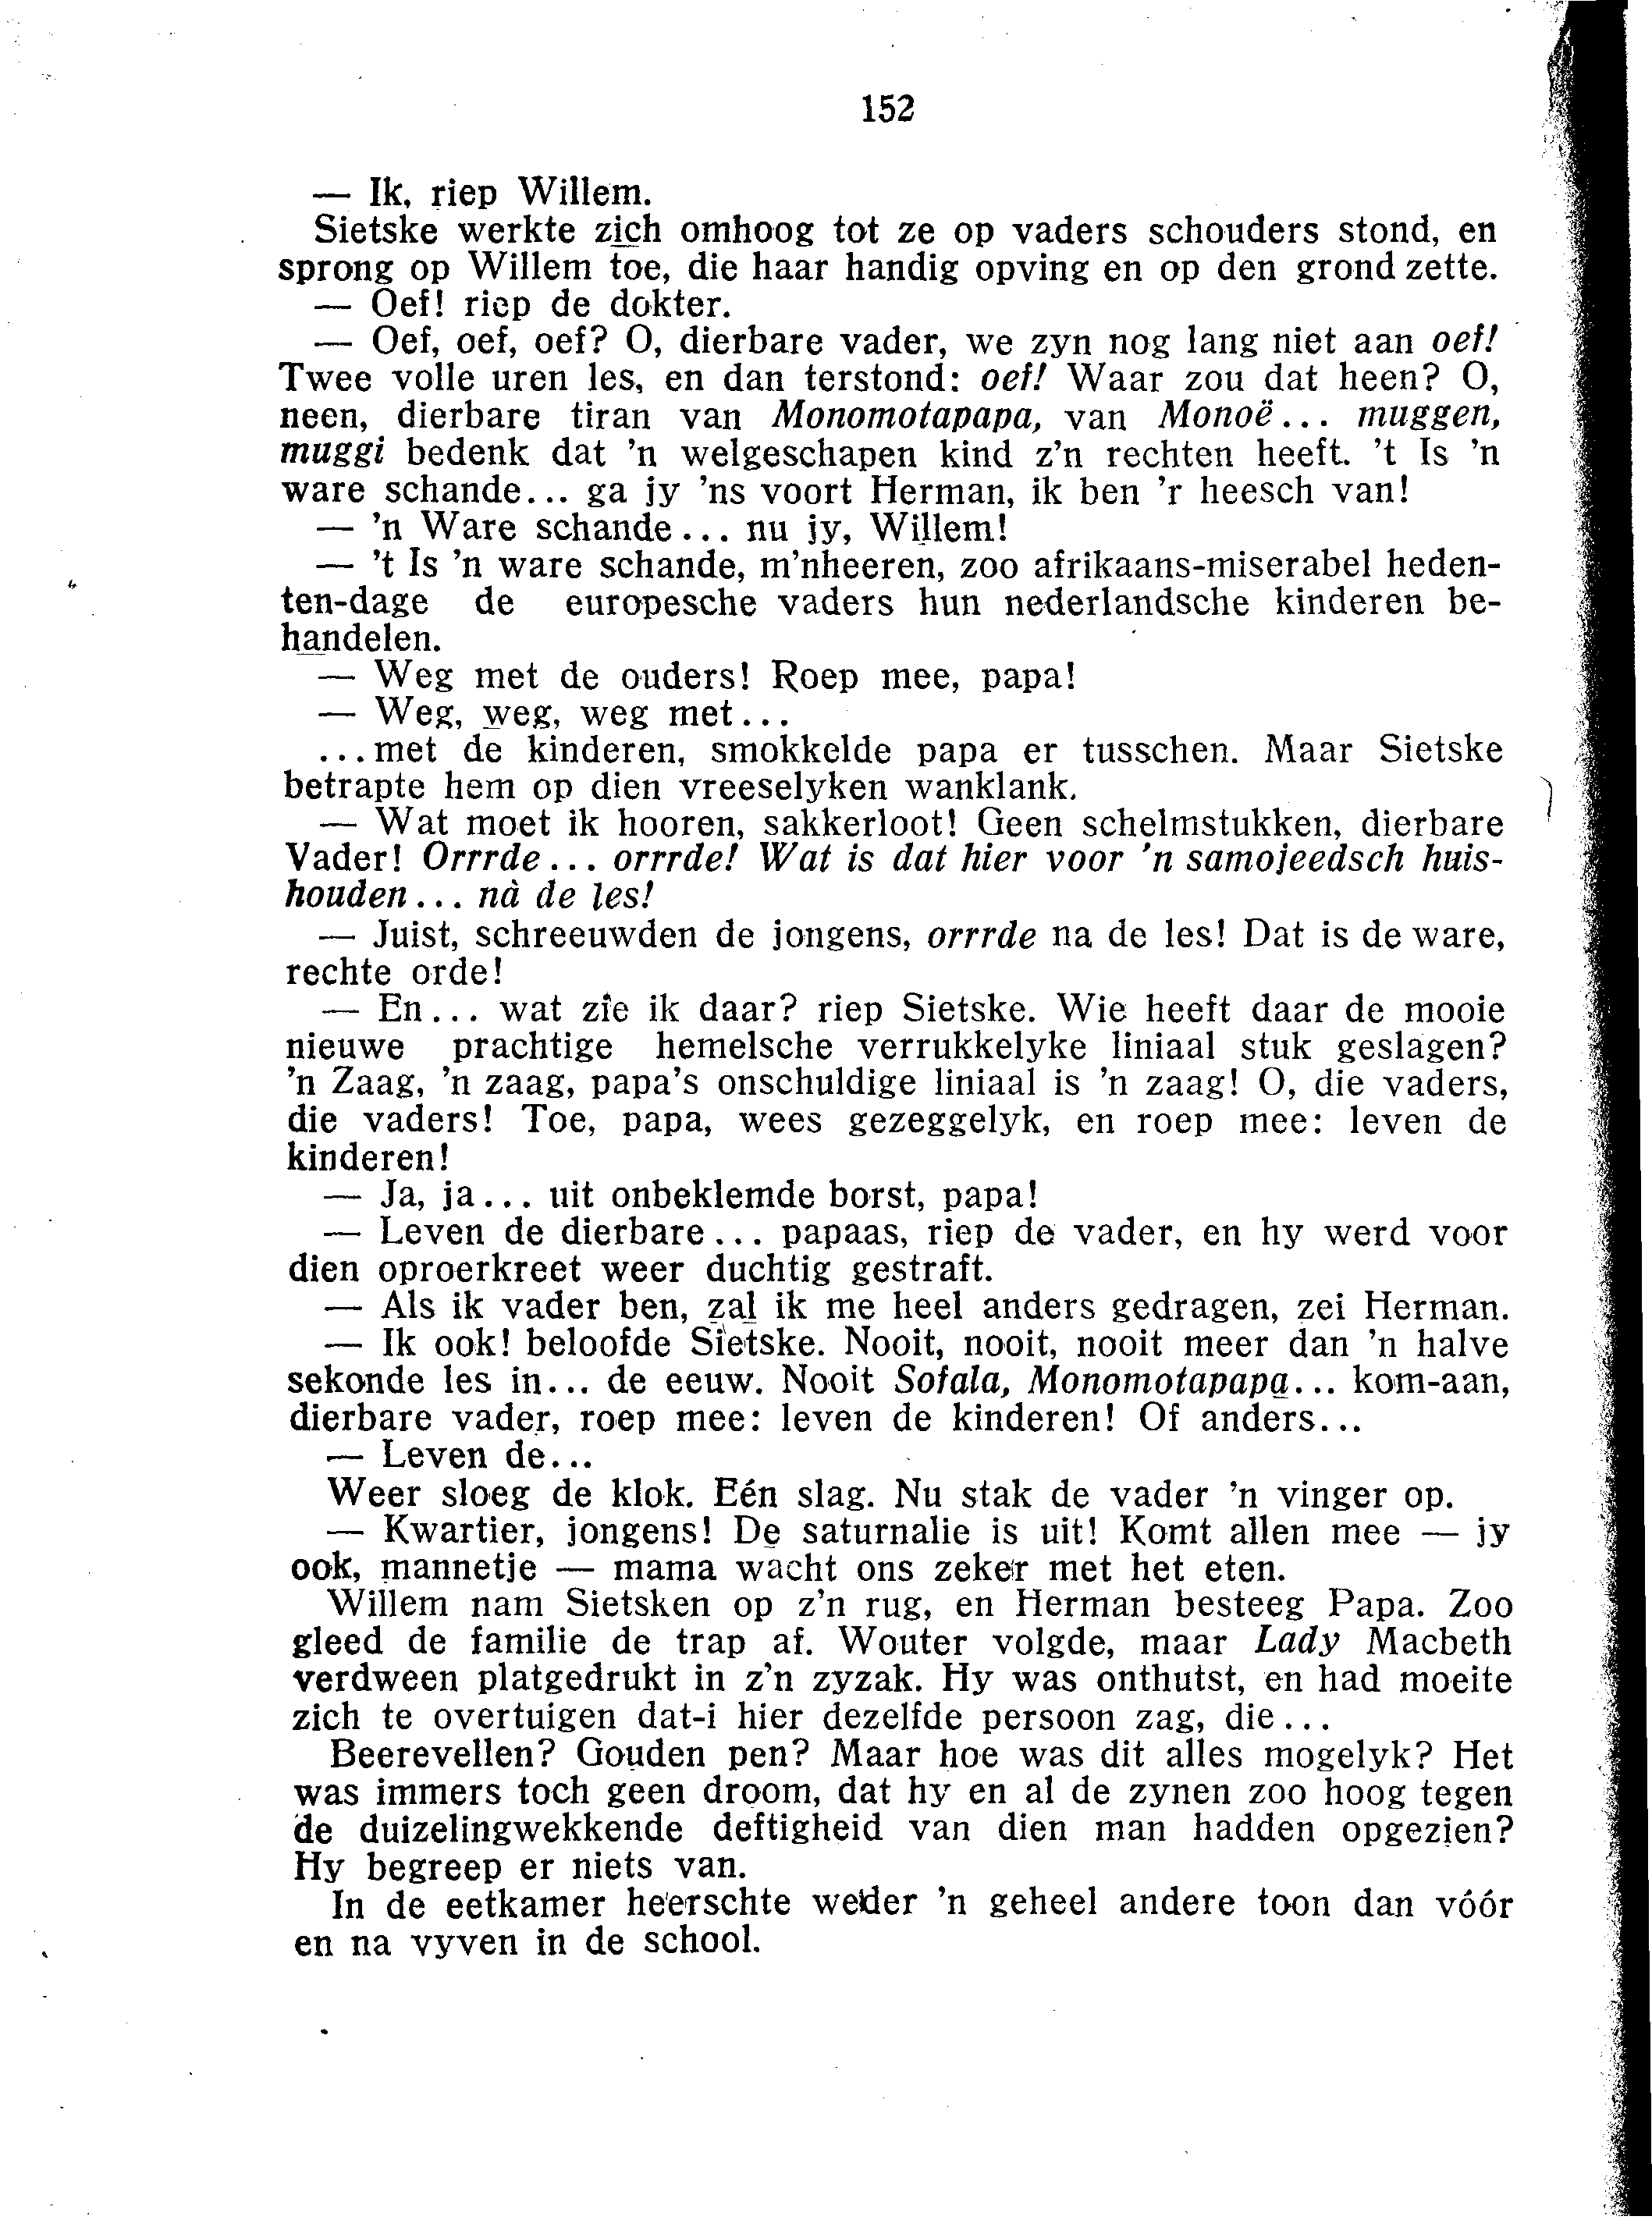 152
— Ik, riep Willem.
Sietske werkte zich omhoog tot ze op vaders schouders stond, en
sprong op Willem toe, die haar handig opving en op den grond zette.
— Oef! riep de dokter.
— Oef, oef, oef? O, dierbare vader, we zyn nog lang niet aan oef!
Twee volle uren les, en dan terstond: oef! Waar zou dat heen? O,
neen, dierbare tiran van Monomotapapa, van Monoë... muggen,
muggi bedenk dat 'n welgeschapen kind z'n rechten heeft. 't Is 'n
ware schande... ga jy 'ns voort Herman, ik ben 'r heesch van!
— 'n Ware schande... nu jy, Willem!
— 't Is 'n ware schande, m'nheeren, zoo afrikaans-miserabel heden-
ten-dage de europesche vaders hun nederlandsche kinderen be-
handelen.
— Weg met de ouders! Roep mee, papa!
— Weg, weg, weg met...
...met de kinderen, smokkelde papa er tusschen. Maar Sietske
betrapte hem op dien vreeselyken wanklank.
— Wat moet ik hooren, sakkerloot! Geen schelmstukken, dierbare
Vader! Orrrde... orrrde! Wat is dat hier voor 'n samojeedsch huis-
houden... nà de les!
— Juist, schreeuwden de jongens, orrrde na de les! Dat is de ware,
rechte orde!
— En... wat zie ik daar? riep Sietske. Wie heeft daar de mooie
nieuwe prachtige hemelsche verrukkelyke liniaal stuk geslagen?
'n Zaag, 'n zaag, papa's onschuldige liniaal is 'n zaag! O, die vaders,
die vaders! Toe, papa, wees gezeggelyk, en roep mee: leven de
kinderen!
— Ja, ja... uit onbeklemde borst, papa!
— Leven de dierbare... papaas, riep de vader, en hy werd voor
dien oproerkreet weer duchtig gestraft.
— Als ik vader ben, zal ik me heel anders gedragen, zei Herman.
— Ik ook! beloofde Sietske. Nooit, nooit, nooit meer dan 'n halve
sekonde les in... de eeuw. Nooit Sofala, Monomotapapa... kom-aan,
dierbare vader, roep mee: leven de kinderen! Of anders...
— Leven de...
Weer sloeg de klok. Eén slag. Nu stak de vader 'n vinger op.
— Kwartier, jongens! De saturnalie is uit! Komt allen mee — jy
ook, mannetje — mama wacht ons zeker met het eten.
Willem nam Sietsken op z'n rug, en Herman besteeg Papa. Zoo
gleed de familie de trap af. Wouter volgde, maar Lady Macbeth
verdween platgedrukt in z'n zyzak. Hy was onthutst, en had moeite
zich te overtuigen dat-i hier dezelfde persoon zag, die...
Beerevellen? Gouden pen? Maar hoe was dit alles mogelyk? Het
was immers toch geen droom, dat hy en al de zynen zoo hoog tegen
de duizelingwekkende deftigheid van dien man hadden opgezien?
Hy begreep er niets van.
In de eetkamer heerschte weder 'n geheel andere toon dan vóór
en na vyven in de school.